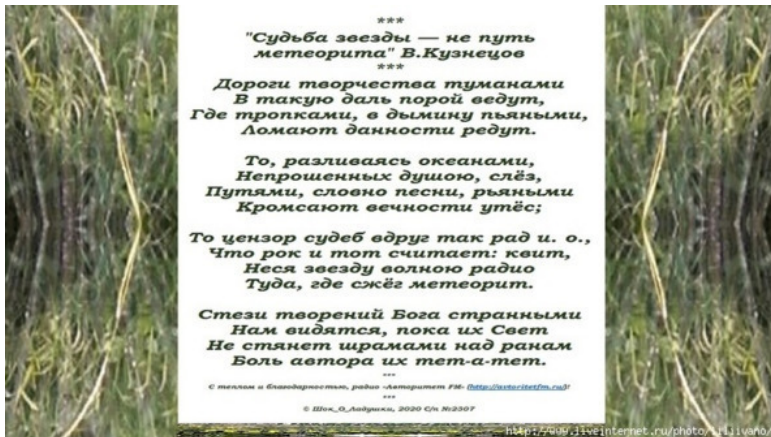 ***
"Судьба звезды — не путь
метеорита" В.Кузнецов
***
Дороги творчества туманами
В такую даль порой ведут,
Где тропками, в дымину пьяными,
Ломают данности редут.
То, разливаясь океанами,
Непрошенных душою, слёз,
Путями, словно песни, рьяными
Кромсают вечности утёс;
То цензор судеб вдруг так рад и. о.,
Что рок и тот считает: квит,
Неся звезду волною радио
Туда, где сжёг метеорит.
Стези творений Бога странными
Нам видятся, пока их Свет
Не стянет шрамами над ранам
Боль автора их тет-а-тет.
***
С теплом и благодарностью, радио «Авторитет FM» (http://avtoritetfm.ru/)!
***
© Шок_О_Ладушки, 2020 С/п №2507
http://www.liveinternet.ru/photo/liliyano/